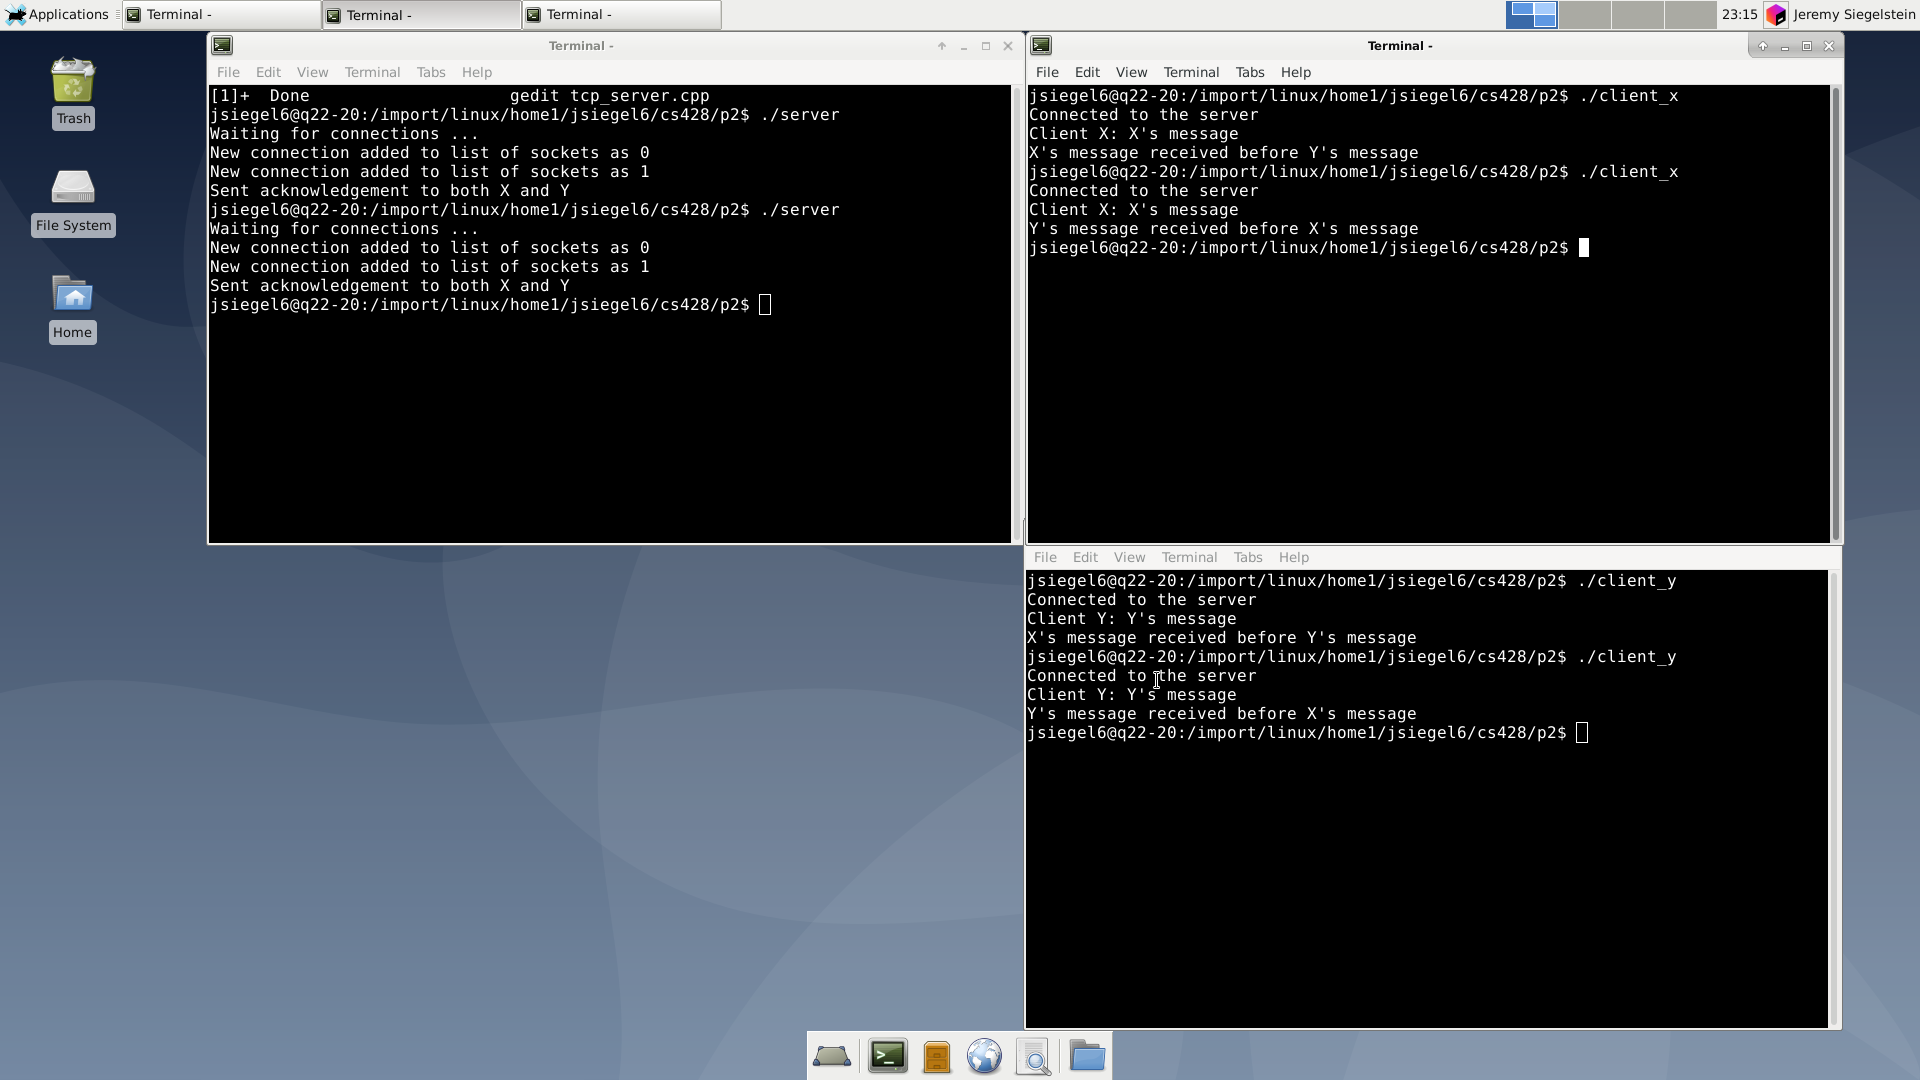 Applications
Terminal -
Terminal -
Terminal -
23:15
Jeremy Siegelstein
Trash
File System
Home
Terminal -
File Edit View Terminal Tabs Help
[1]+  Done                    gedit tcp_server.cpp
jsiegel6@q22-20:/import/linux/home1/jsiegel6/cs428/p2$ ./server
Waiting for connections ...
New connection added to list of sockets as 0
New connection added to list of sockets as 1
Sent acknowledgement to both X and Y
jsiegel6@q22-20:/import/linux/home1/jsiegel6/cs428/p2$ ./server
Waiting for connections ...
New connection added to list of sockets as 0
New connection added to list of sockets as 1
Sent acknowledgement to both X and Y
jsiegel6@q22-20:/import/linux/home1/jsiegel6/cs428/p2$
Terminal -
File Edit View Terminal Tabs Help
jsiegel6@q22-20:/import/linux/home1/jsiegel6/cs428/p2$ ./client_x
Connected to the server
Client X: X's message
X's message received before Y's message
jsiegel6@q22-20:/import/linux/home1/jsiegel6/cs428/p2$ ./client_x
Connected to the server
Client X: X's message
Y's message received before X's message
jsiegel6@q22-20:/import/linux/home1/jsiegel6/cs428/p2$
File Edit View Terminal Tabs Help
jsiegel6@q22-20:/import/linux/home1/jsiegel6/cs428/p2$ ./client_y
Connected to the server
Client Y: Y's message
X's message received before Y's message
jsiegel6@q22-20:/import/linux/home1/jsiegel6/cs428/p2$ ./client_y
Connected to the server
Client Y: Y's message
Y's message received before X's message
jsiegel6@q22-20:/import/linux/home1/jsiegel6/cs428/p2$